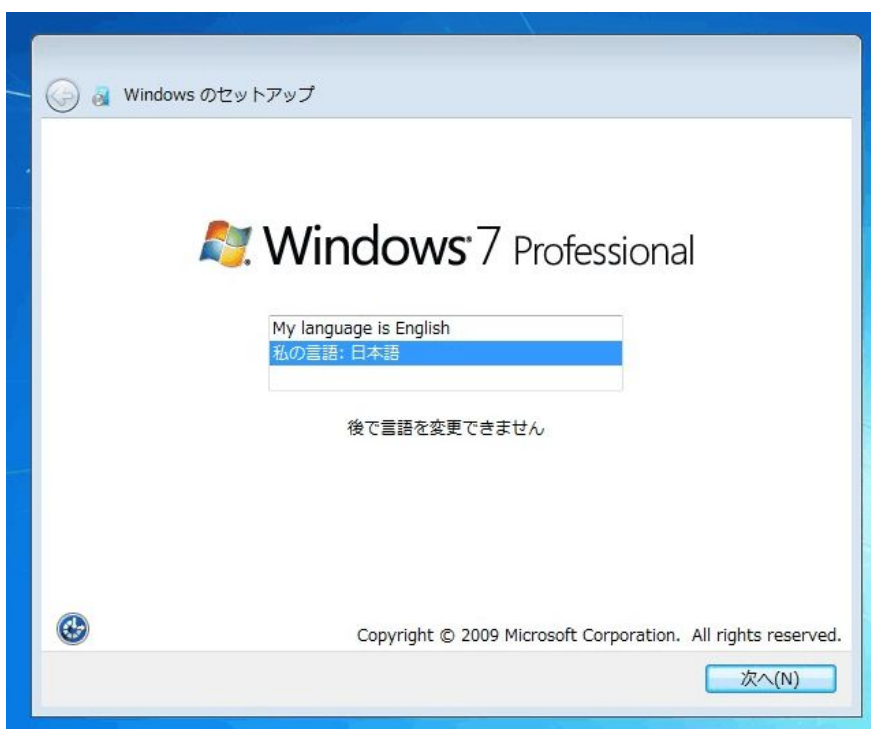 Windows のセットアップ
Windows 7 Professional
My language is English
私の言語: 日本語
後で言語を変更できません
Copyright © 2009 Microsoft Corporation. All rights reserved.
次へ(N)